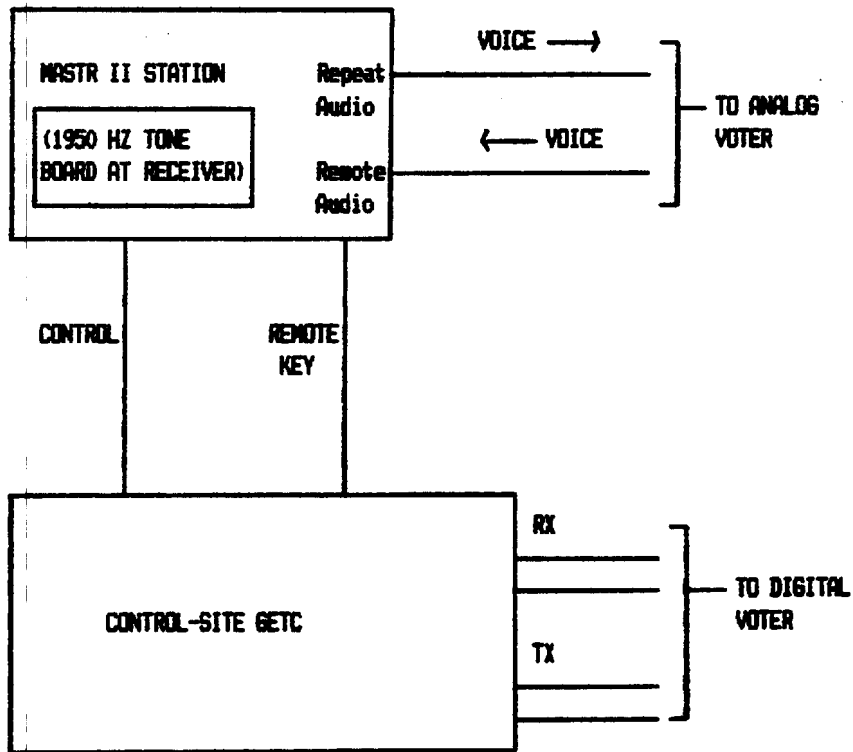 MASTR II STATION
(1950 HZ TONE
BOARD AT RECEIVER)
Repeat
Audio
Remote
Audio
VOICE
VOICE
TO ANALOG
VOTER
CONTROL
REMOTE
KEY
CONTROL-SITE GETC
RX
TX
TO DIGITAL
VOTER